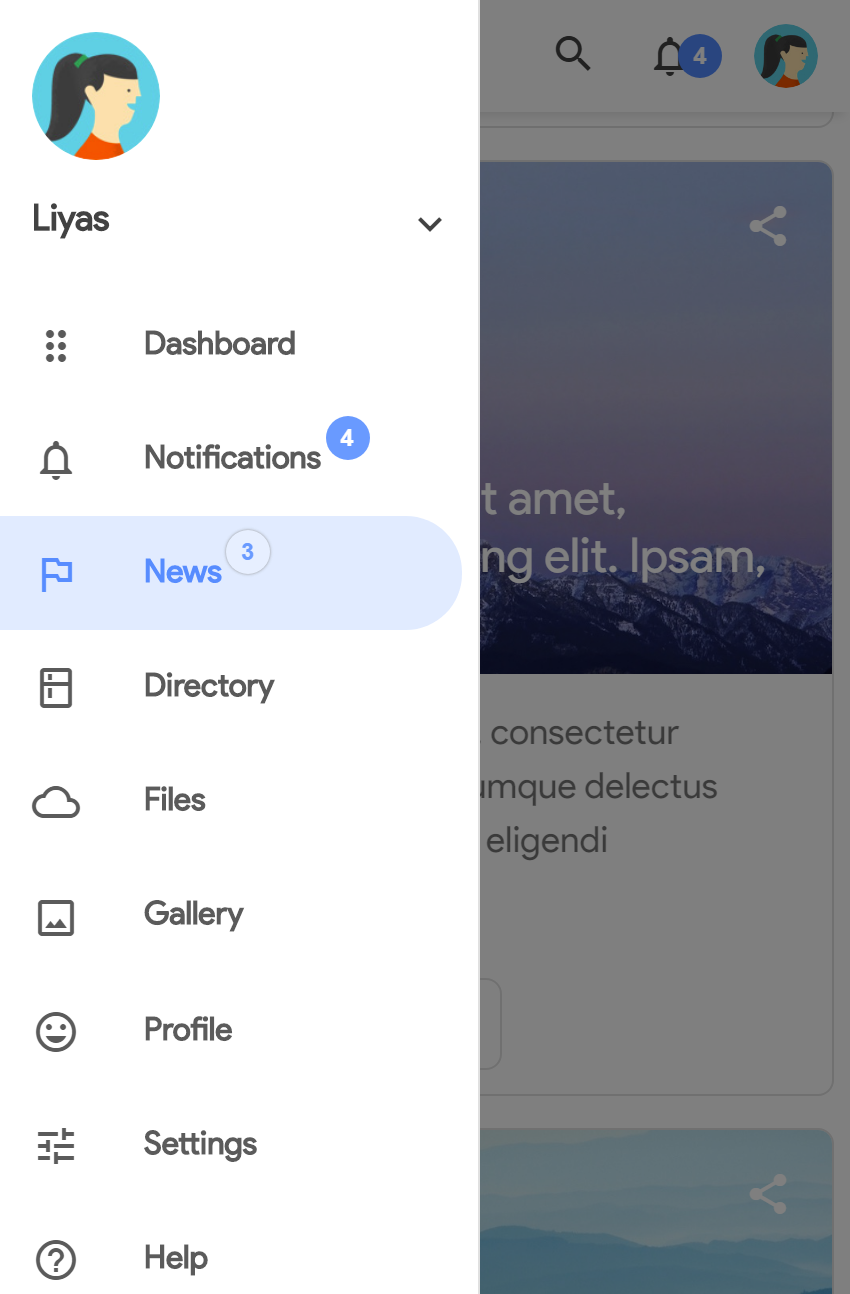 4
Liyas
Dashboard
Notifications 4
News 3
Directory
Files
Gallery
Profile
Settings
Help
t amet,
ng elit. Ipsam,
consectetur
umque delectus
eligendi